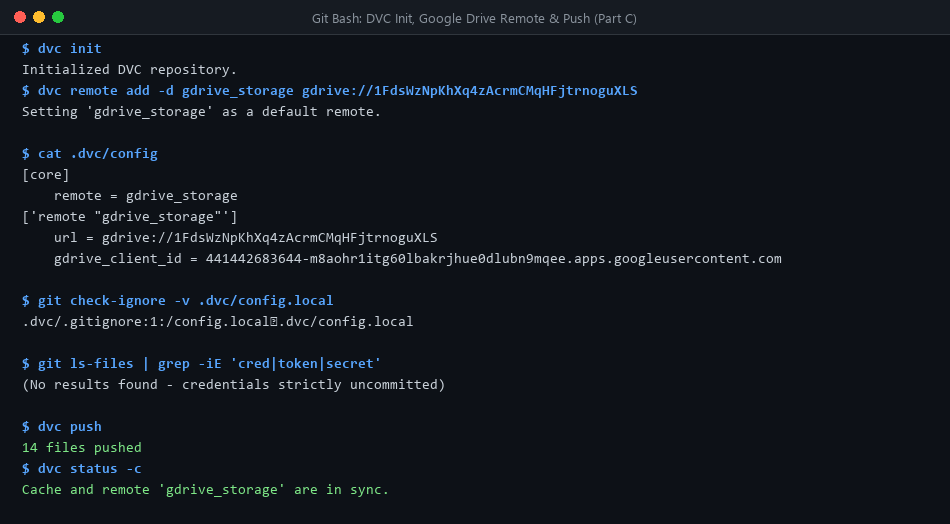 Git Bash: DVC Init, Google Drive Remote & Push (Part C)
$ dvc init
Initialized DVC repository.
$ dvc remote add -d gdrive_storage gdrive://1FdsWzNpKhXq4zAcrmCMqHFjtrnoguXLS
Setting 'gdrive_storage' as a default remote.
$ cat .dvc/config
[core]
    remote = gdrive_storage
['remote "gdrive_storage"']
    url = gdrive://1FdsWzNpKhXq4zAcrmCMqHFjtrnoguXLS
    gdrive_client_id = 441442683644-m8aohr1itg60lbakrjhue0dlubn9mqee.apps.googleusercontent.com
$ git check-ignore -v .dvc/config.local
.dvc/.gitignore:1:/config.local▯.dvc/config.local
$ git ls-files | grep -iE 'cred|token|secret'
(No results found - credentials strictly uncommitted)
$ dvc push
14 files pushed
$ dvc status -c
Cache and remote 'gdrive_storage' are in sync.